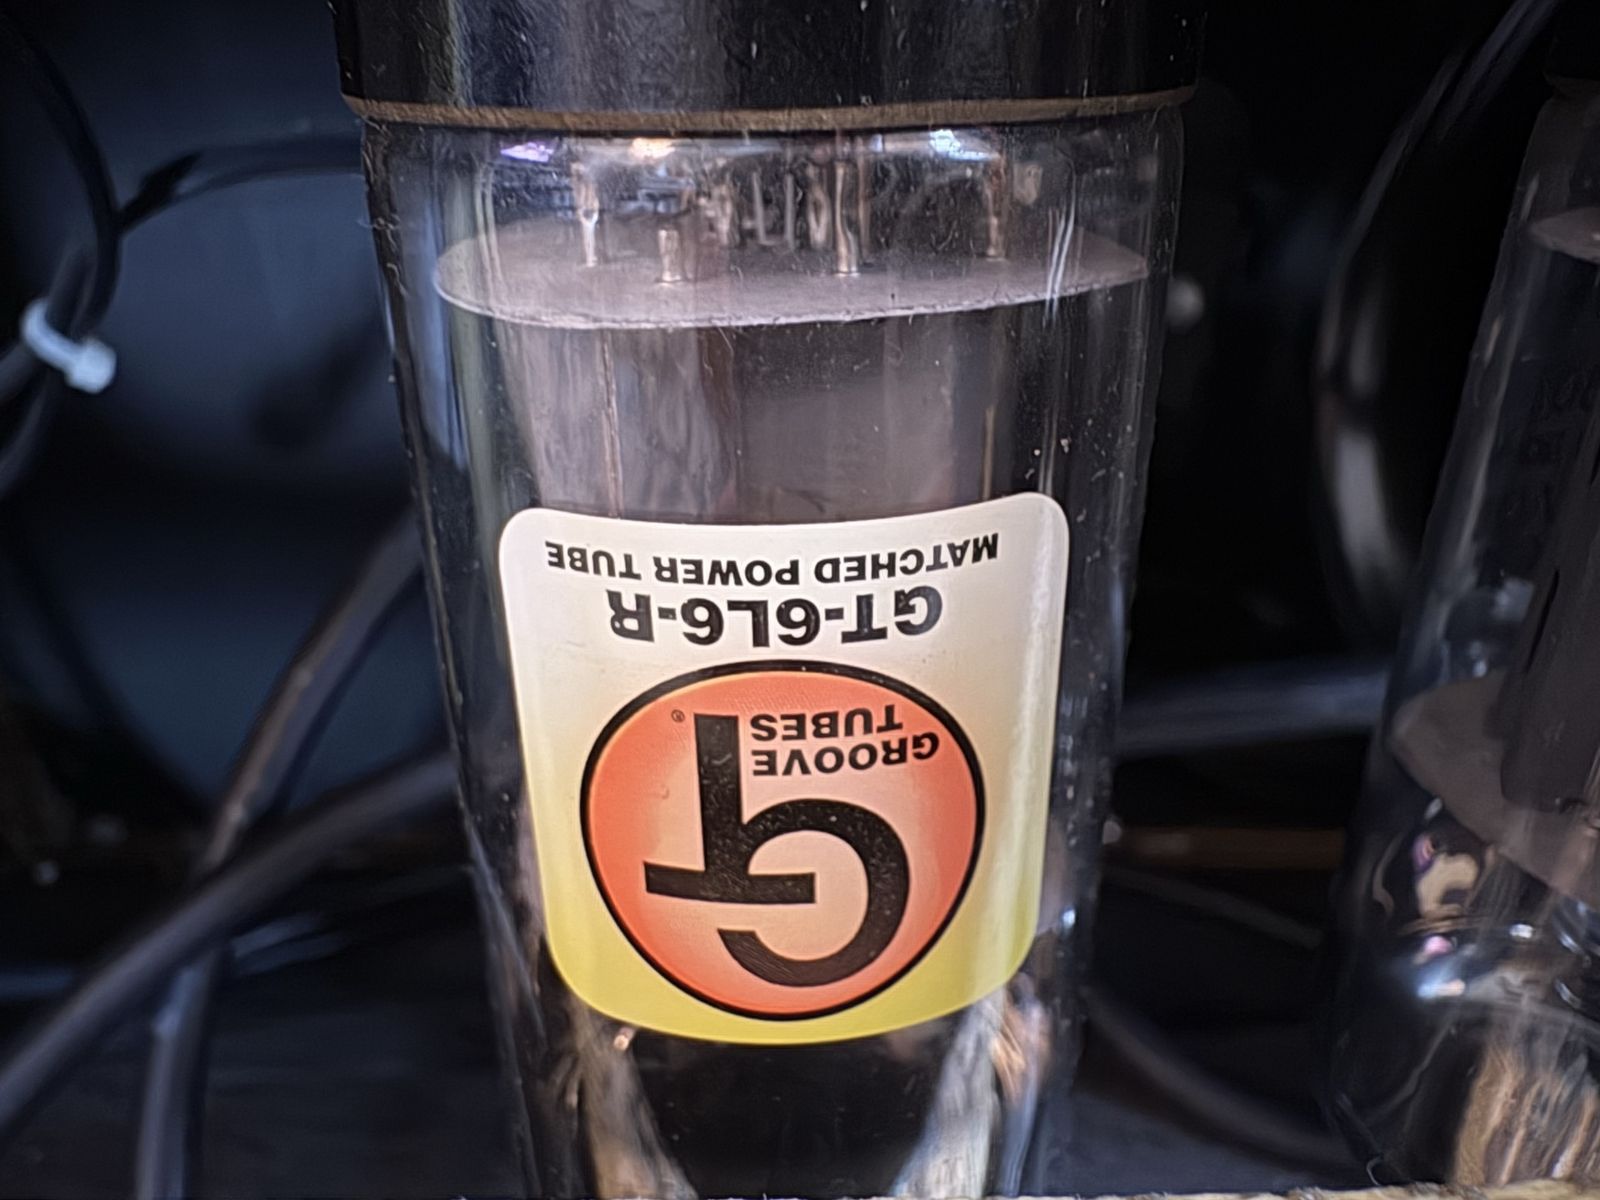 GT
GROOVE
TUBES
®
GT-6L6-R
MATCHED POWER TUBE